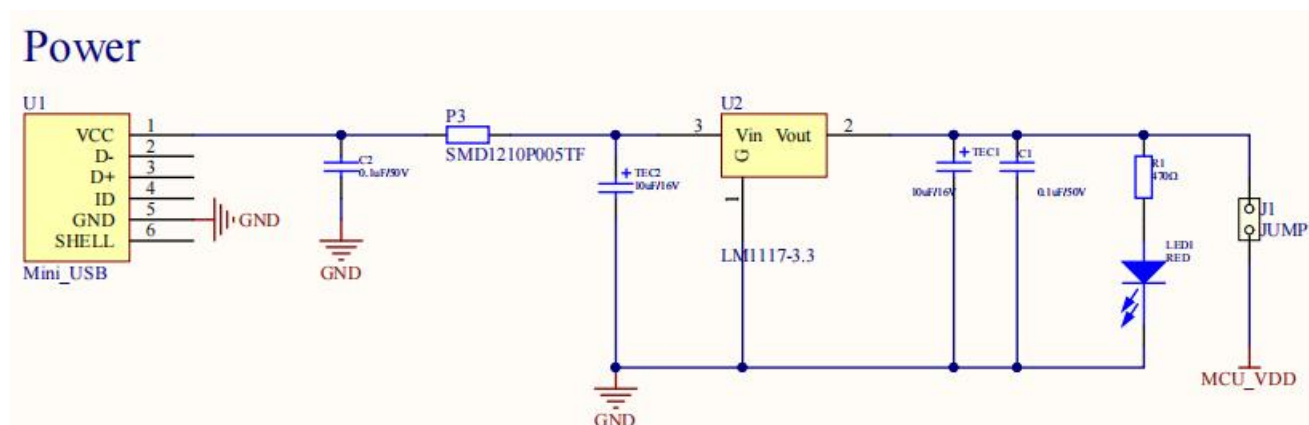 Power
U1
VCC 1
D- 2
D+ 3
ID 4
GND 5
SHELL 6
Mini_USB
GND
C2
0.1uF/50V
GND
P3
SMD1210P005TF
+ TEC2
10uF/16V
GND
U2
3 Vin Vout 2
G
1
LM1117-3.3
+ TEC1
10uF/16V
C1
0.1uF/50V
R1
470Ω
LED1
RED
J1
JUMP
MCU_VDD